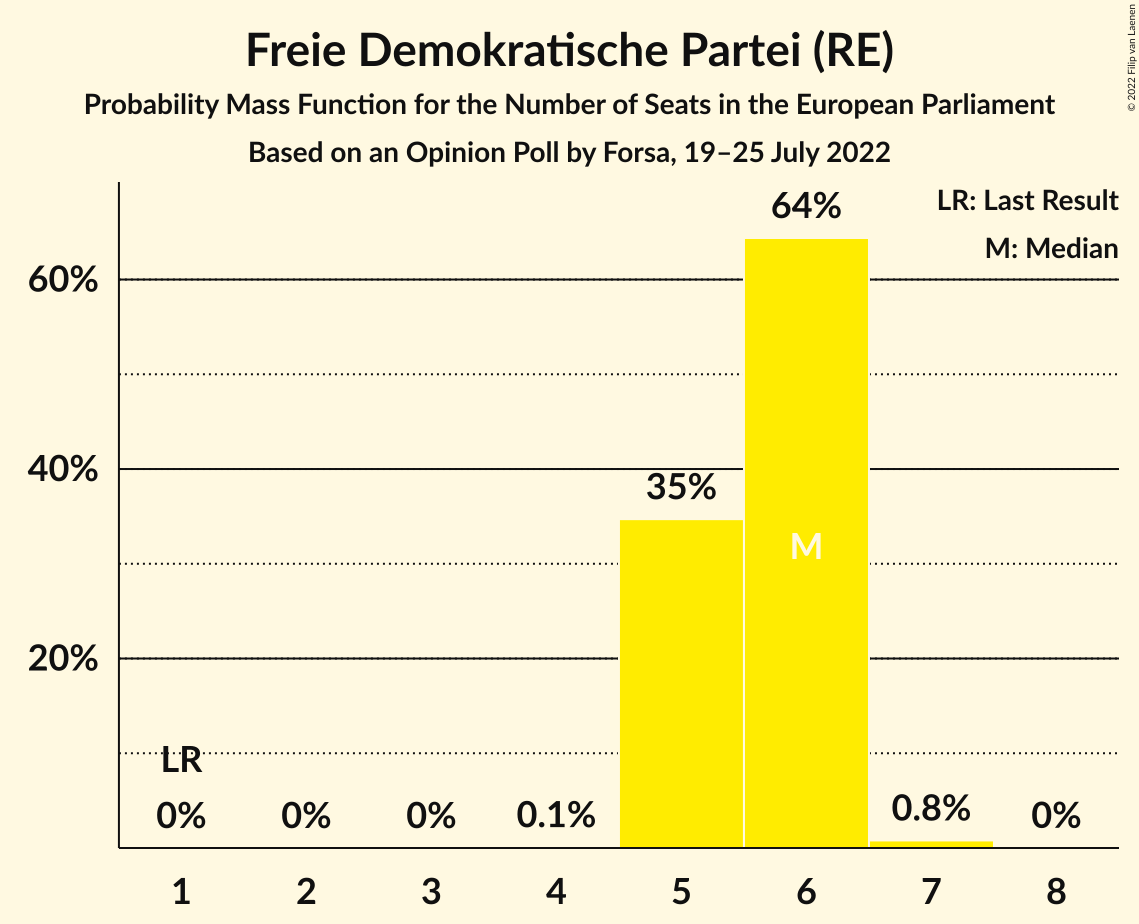 Freie Demokratische Partei (RE)
Probability Mass Function for the Number of Seats in the European Parliament
Based on an Opinion Poll by Forsa, 19–25 July 2022
© 2022 Filip van Laenen
LR: Last Result
M: Median
64%
60%
40%
35%
M
20%
LR
0%
0%
0%
0.1%
0.8%
0%
1 2 3 4 5 6 7 8